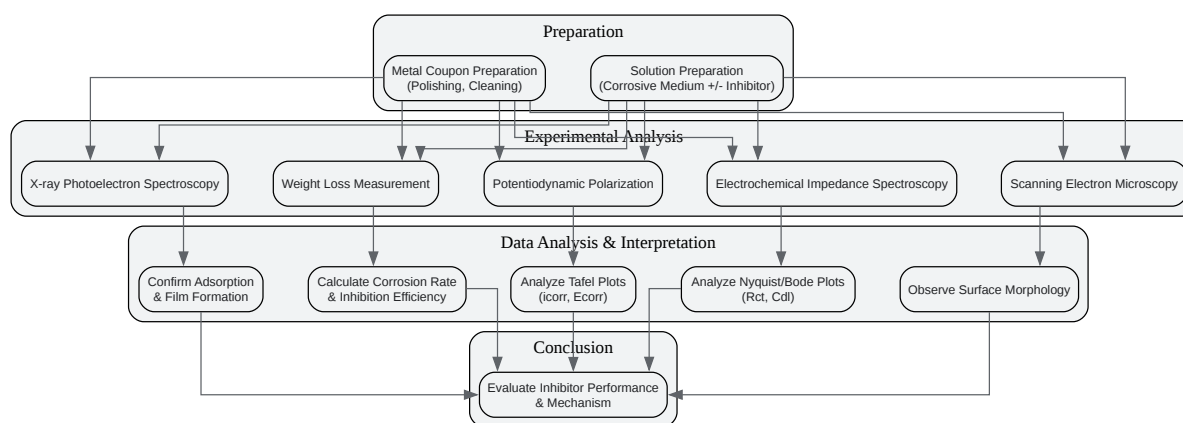 Preparation
Metal Coupon Preparation
(Polishing, Cleaning)
Solution Preparation
(Corrosive Medium +/- Inhibitor)
Experimental Analysis
X-ray Photoelectron Spectroscopy
Weight Loss Measurement
Potentiodynamic Polarization
Electrochemical Impedance Spectroscopy
Scanning Electron Microscopy
Data Analysis & Interpretation
Confirm Adsorption
& Film Formation
Calculate Corrosion Rate
& Inhibition Efficiency
Analyze Tafel Plots
(icorr, Ecorr)
Analyze Nyquist/Bode Plots
(Rct, Cdl)
Observe Surface Morphology
Conclusion
Evaluate Inhibitor Performance
& Mechanism